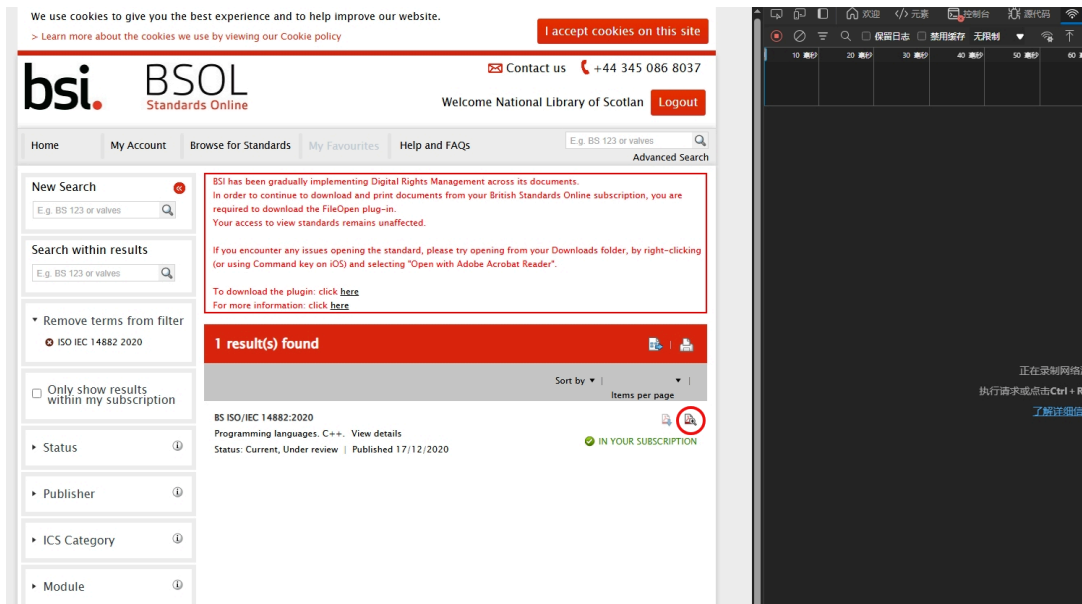 We use cookies to give you the best experience and to help improve our website.
> Learn more about the cookies we use by viewing our Cookie policy
I accept cookies on this site
bsi.
BSOL
Standards Online
Contact us
+44 345 086 8037
Welcome National Library of Scotlan
Logout
Home
My Account
Browse for Standards
My Favourites
Help and FAQs
E.g. BS 123 or valves
Advanced Search
New Search
E.g. BS 123 or valves
Search within results
E.g. BS 123 or valves
Remove terms from filter
ISO IEC 14882 2020
Only show results
within my subscription
Status
Publisher
ICS Category
Module
BSI has been gradually implementing Digital Rights Management across its documents.
In order to continue to download and print documents from your British Standards Online subscription, you are
required to download the FileOpen plug-in.
Your access to view standards remains unaffected.
If you encounter any issues opening the standard, please try opening from your Downloads folder, by right-clicking
(or using Command key on iOS) and selecting "Open with Adobe Acrobat Reader".
To download the plugin: click here
For more information: click here
1 result(s) found
Sort by ▼ |
▼ |
Items per page
BS ISO/IEC 14882:2020
Programming languages. C++. View details
Status: Current, Under review | Published 17/12/2020
IN YOUR SUBSCRIPTION
欢迎
</> 元素
控制台
源代码
保留日志
禁用缓存
无限制
10 毫秒
20 毫秒
30 毫秒
40 毫秒
50 毫秒
60
正在录制网络
执行请求或点击Ctrl + R
了解详细信